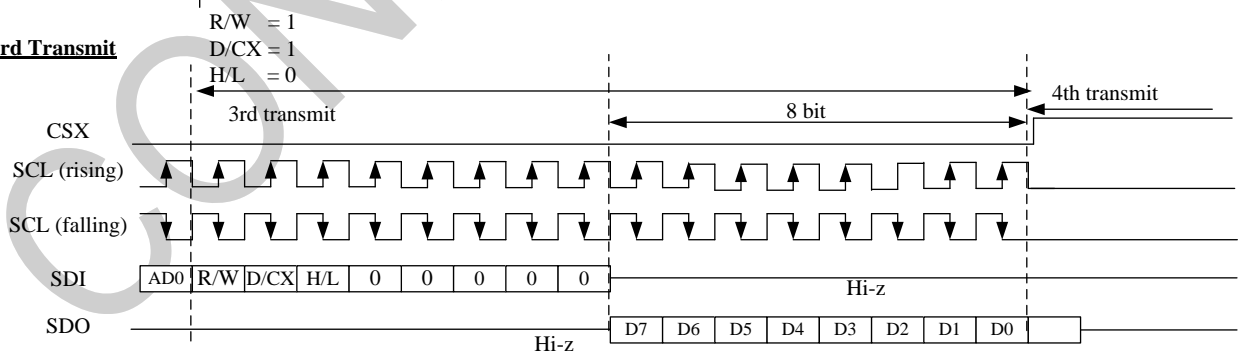 R/W = 1
rd Transmit
D/CX = 1
H/L = 0
3rd transmit
8 bit
4th transmit
CSX
SCL (rising)
SCL (falling)
SDI
AD0 R/W D/CX H/L 0 0 0 0 0
Hi-z
SDO
D7 D6 D5 D4 D3 D2 D1 D0
Hi-z
CON